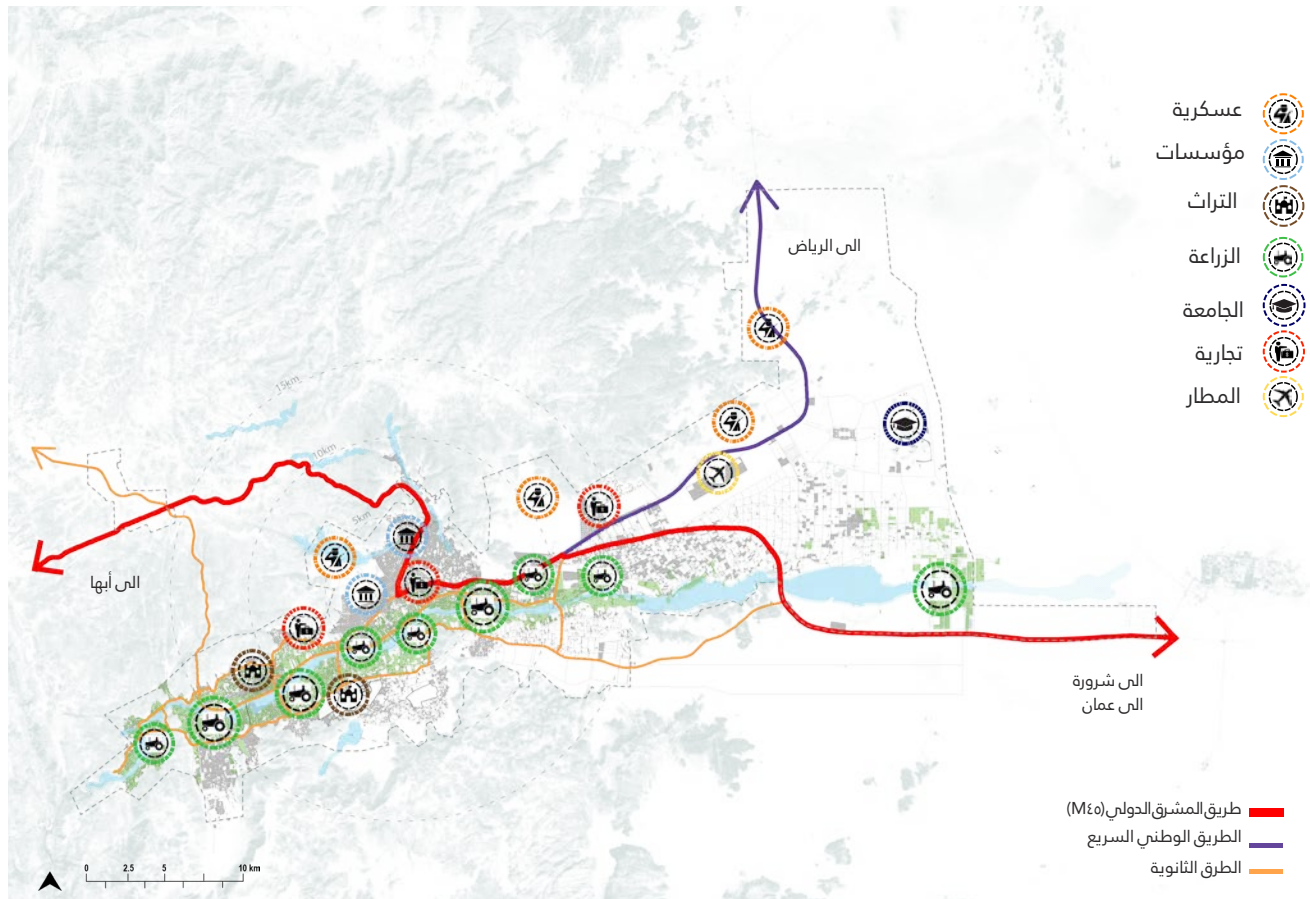 عسكرية
مؤسسات
التراث
الزراعة
الجامعة
تجارية
المطار
الى الرياض
15km
10km
5km
الى أبها
الى شرورة
الى عمان
طريق المشرق الدولي (M٤٥)
الطريق الوطني السريع
الطرق الثانوية
0 2.5 5 10 km